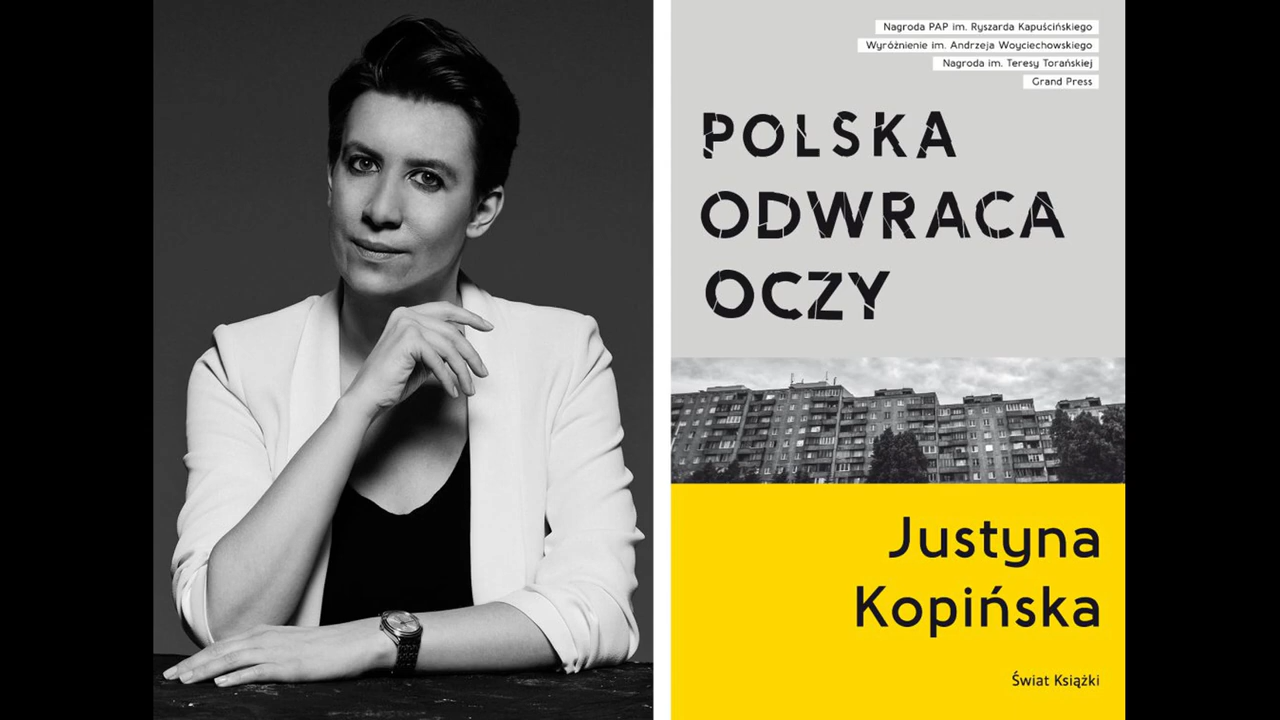 Nagroda PAP im. Ryszarda Kapuścińskiego
Wyróżnienie im. Andrzeja Woyciechowskiego
Nagroda im. Teresy Torańskiej
Grand Press
POLSKA
ODWRACA
OCZY
Justyna
Kopińska
Świat Książki